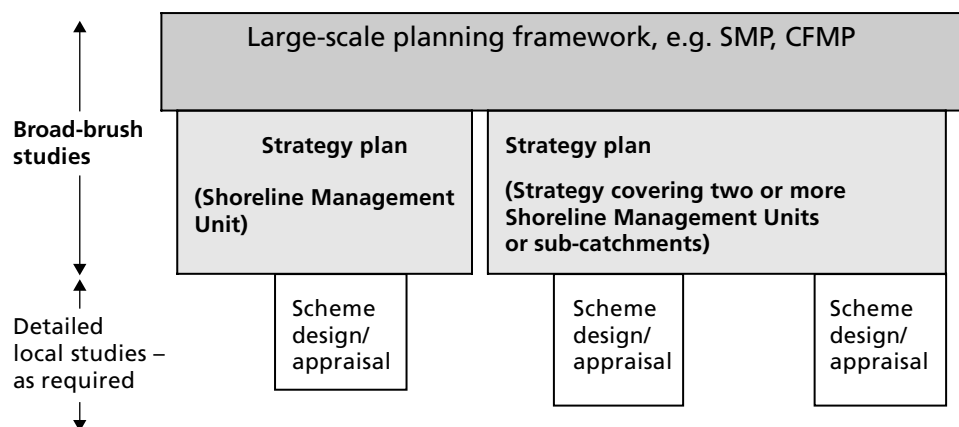 Large-scale planning framework, e.g. SMP, CFMP
Broad-brush
studies
Strategy plan
(Shoreline Management
Unit)
Strategy plan
(Strategy covering two or more
Shoreline Management Units
or sub-catchments)
Detailed
local studies –
as required
Scheme
design/
appraisal
Scheme
design/
appraisal
Scheme
design/
appraisal